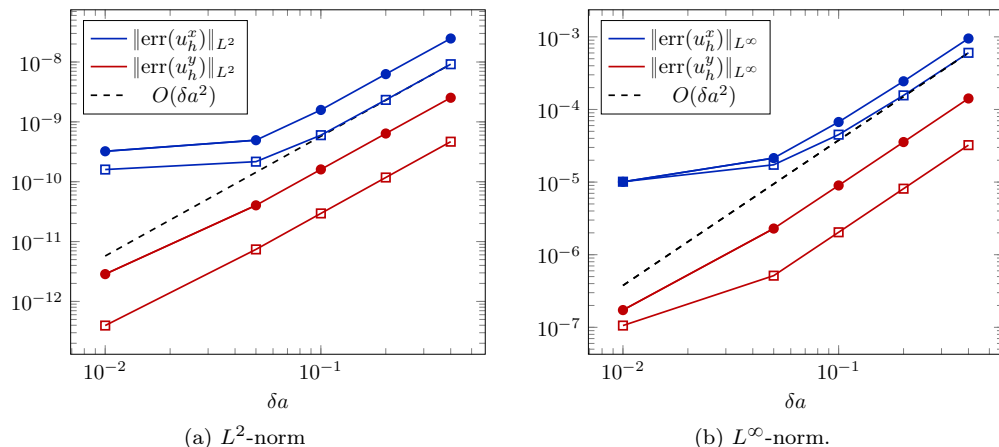 ‖err(u_h^x)‖_{L^2}
‖err(u_h^y)‖_{L^2}
O(δa^2)
10^{-8}
10^{-9}
10^{-10}
10^{-11}
10^{-12}
10^{-2}
10^{-1}
δa
(a) L^2-norm
‖err(u_h^x)‖_{L^∞}
‖err(u_h^y)‖_{L^∞}
O(δa^2)
10^{-3}
10^{-4}
10^{-5}
10^{-6}
10^{-7}
10^{-2}
10^{-1}
δa
(b) L^∞-norm.